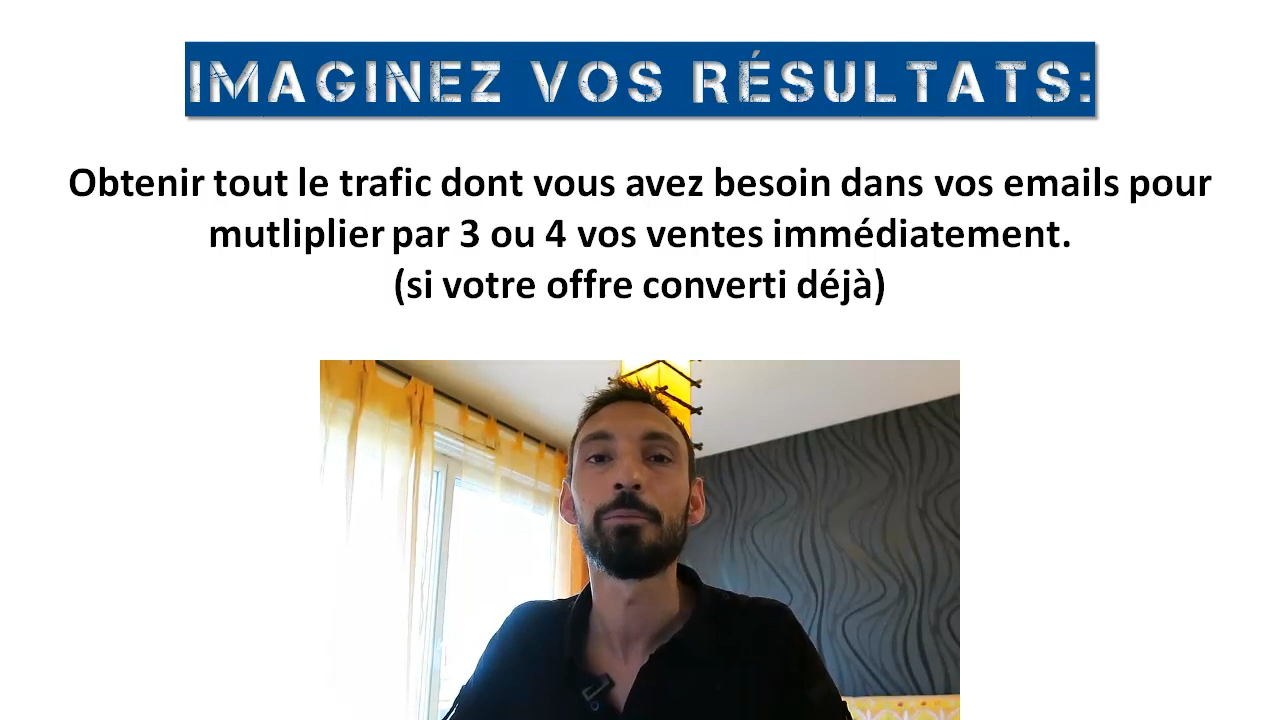 IMAGINEZ VOS RÉSULTATS:
Obtenir tout le trafic dont vous avez besoin dans vos emails pour
mutliplier par 3 ou 4 vos ventes immédiatement.
(si votre offre converti déjà)